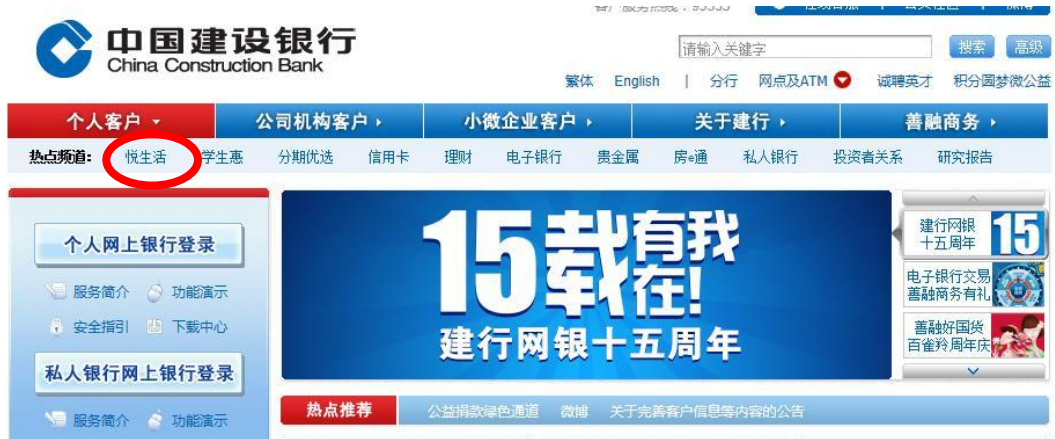 客户服务热线：95533
中国建设银行
China Construction Bank
请输入关键字 搜索 高级
繁体 English | 分行 网点及ATM 诚聘英才 积分圆梦微公益
个人客户 公司机构客户 小微企业客户 关于建行 善融商务
热点频道： 悦生活 学生惠 分期优选 信用卡 理财 电子银行 贵金属 房e通 私人银行 投资者关系 研究报告
个人网上银行登录
服务简介 功能演示
安全指引 下载中心
私人银行网上银行登录
服务简介 功能演示
15载有我在!
建行网银十五周年
建行网银
十五周年
15
电子银行交易
善融商务有礼
善融好国货
百雀羚周年庆
热点推荐 公益捐款绿色通道 微博 关于完善客户信息等内容的公告